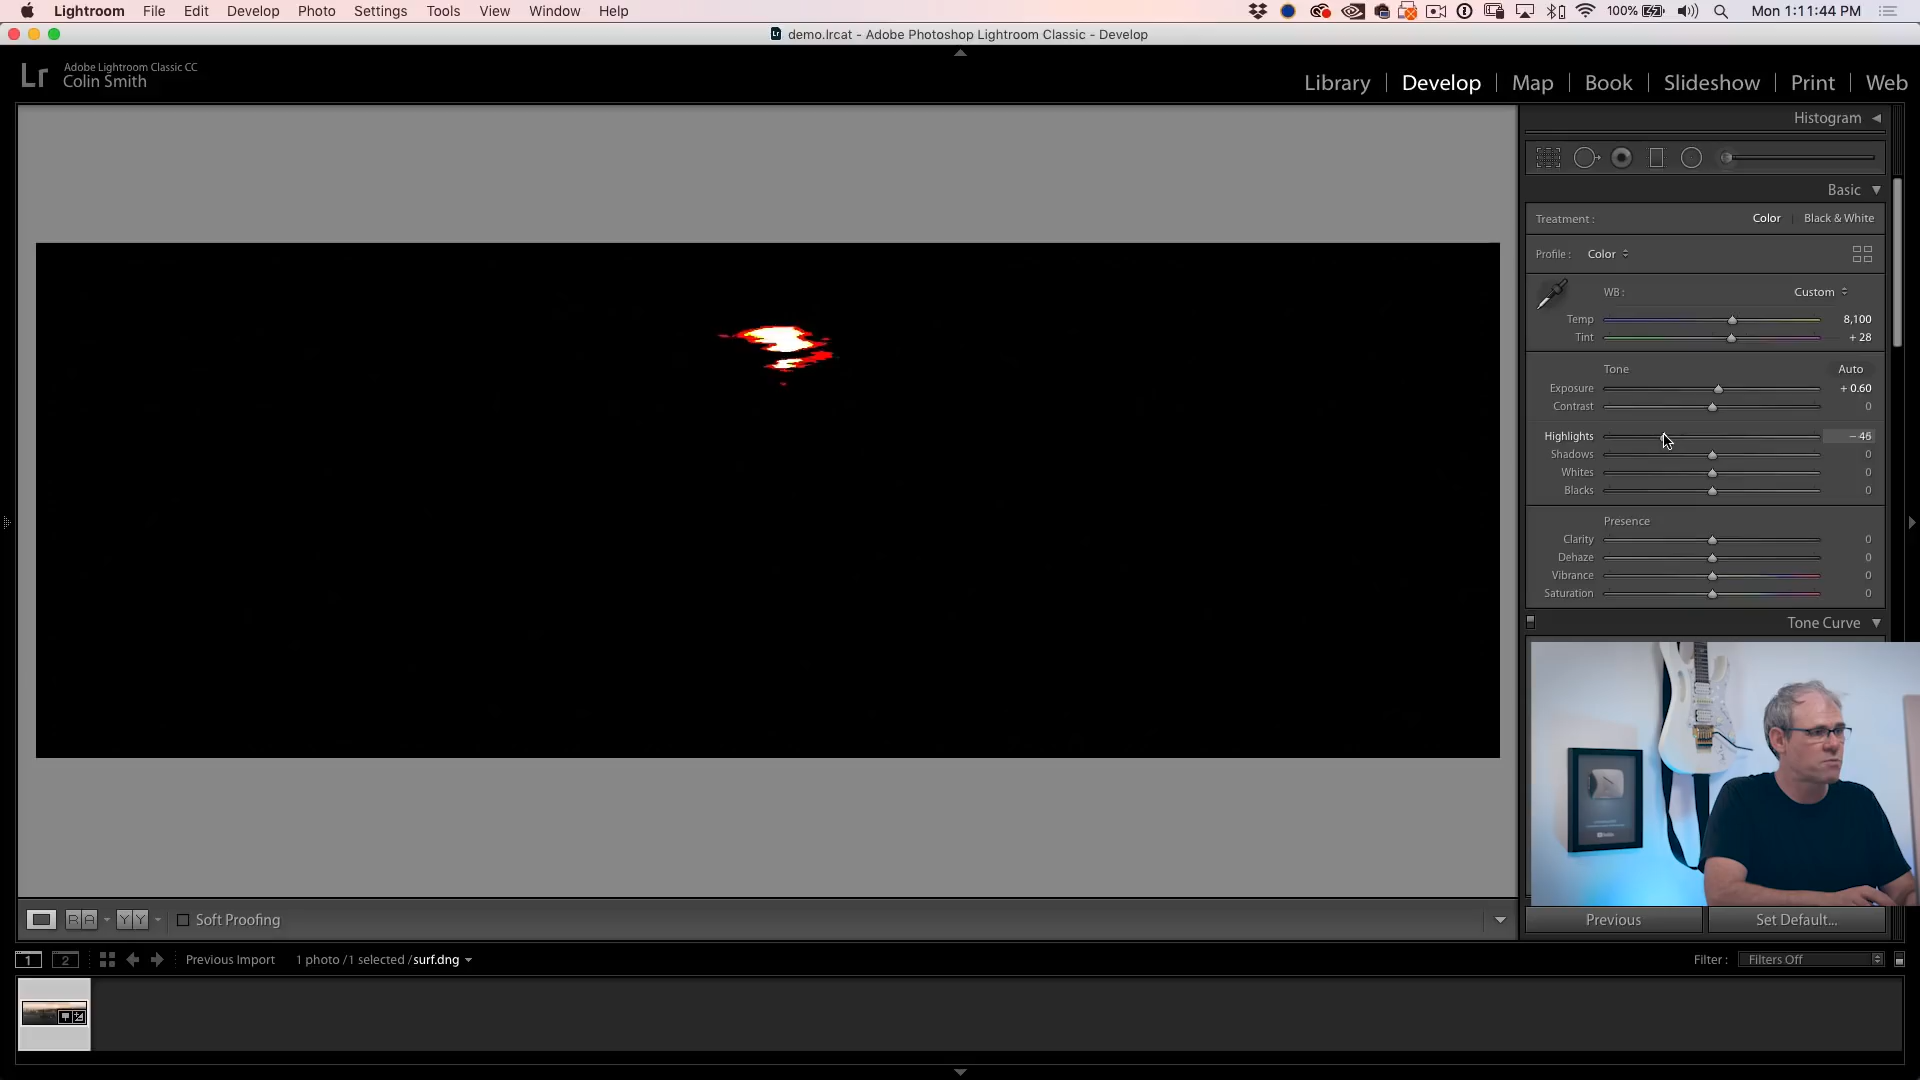 Lightroom File Edit Develop Photo Settings Tools View Window Help 100% Mon 1:11:44 PM
Lr demo.lrcat - Adobe Photoshop Lightroom Classic - Develop
Lr Adobe Lightroom Classic CC
Colin Smith
Library | Develop | Map | Book | Slideshow | Print | Web
Histogram
Basic
Treatment : Color | Black & White
Profile : Color
WB : Custom
Temp 8,100
Tint + 28
Tone Auto
Exposure + 0.60
Contrast 0
Highlights – 46
Shadows 0
Whites 0
Blacks 0
Presence
Clarity 0
Dehaze 0
Vibrance 0
Saturation 0
Tone Curve
R A Y Y Soft Proofing
Previous Set Default...
1 2 Previous Import 1 photo / 1 selected / surf.dng Filter : Filters Off